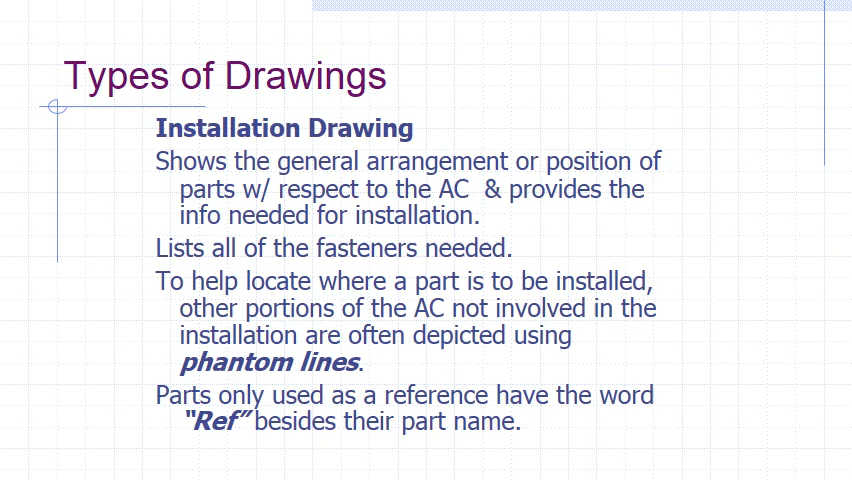 Types of Drawings
Installation Drawing
Shows the general arrangement or position of
parts w/ respect to the AC & provides the
info needed for installation.
Lists all of the fasteners needed.
To help locate where a part is to be installed,
other portions of the AC not involved in the
installation are often depicted using
phantom lines.
Parts only used as a reference have the word
"Ref" besides their part name.